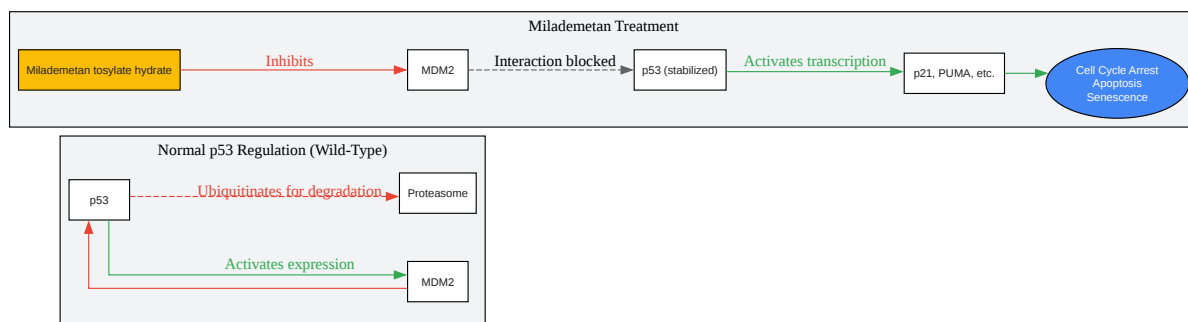 Milademetan Treatment
Milademetan tosylate hydrate
Inhibits
MDM2
Interaction blocked
p53 (stabilized)
Activates transcription
p21, PUMA, etc.
Cell Cycle Arrest
Apoptosis
Senescence
Normal p53 Regulation (Wild-Type)
p53
Ubiquitinates for degradation
Proteasome
Activates expression
MDM2